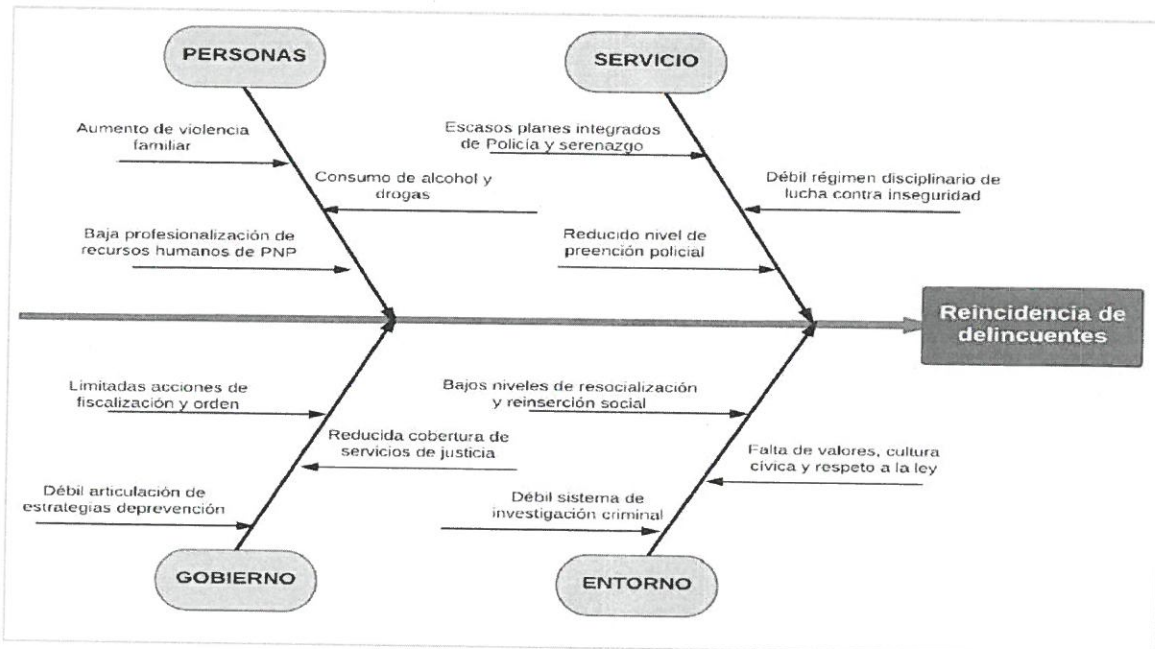 PERSONAS
SERVICIO
Aumento de violencia
familiar
Consumo de alcohol y
drogas
Baja profesionalización de
recursos humanos de PNP
Escasos planes integrados
de Policía y serenazgo
Débil régimen disciplinario de
lucha contra inseguridad
Reducido nivel de
preención policial
Reincidencia de
delincuentes
Limitadas acciones de
fiscalización y orden
Reducida cobertura de
servicios de justicia
Débil articulación de
estrategias deprevención
Bajos niveles de resocialización
y reinserción social
Falta de valores, cultura
cívica y respeto a la ley
Débil sistema de
investigación criminal
GOBIERNO
ENTORNO